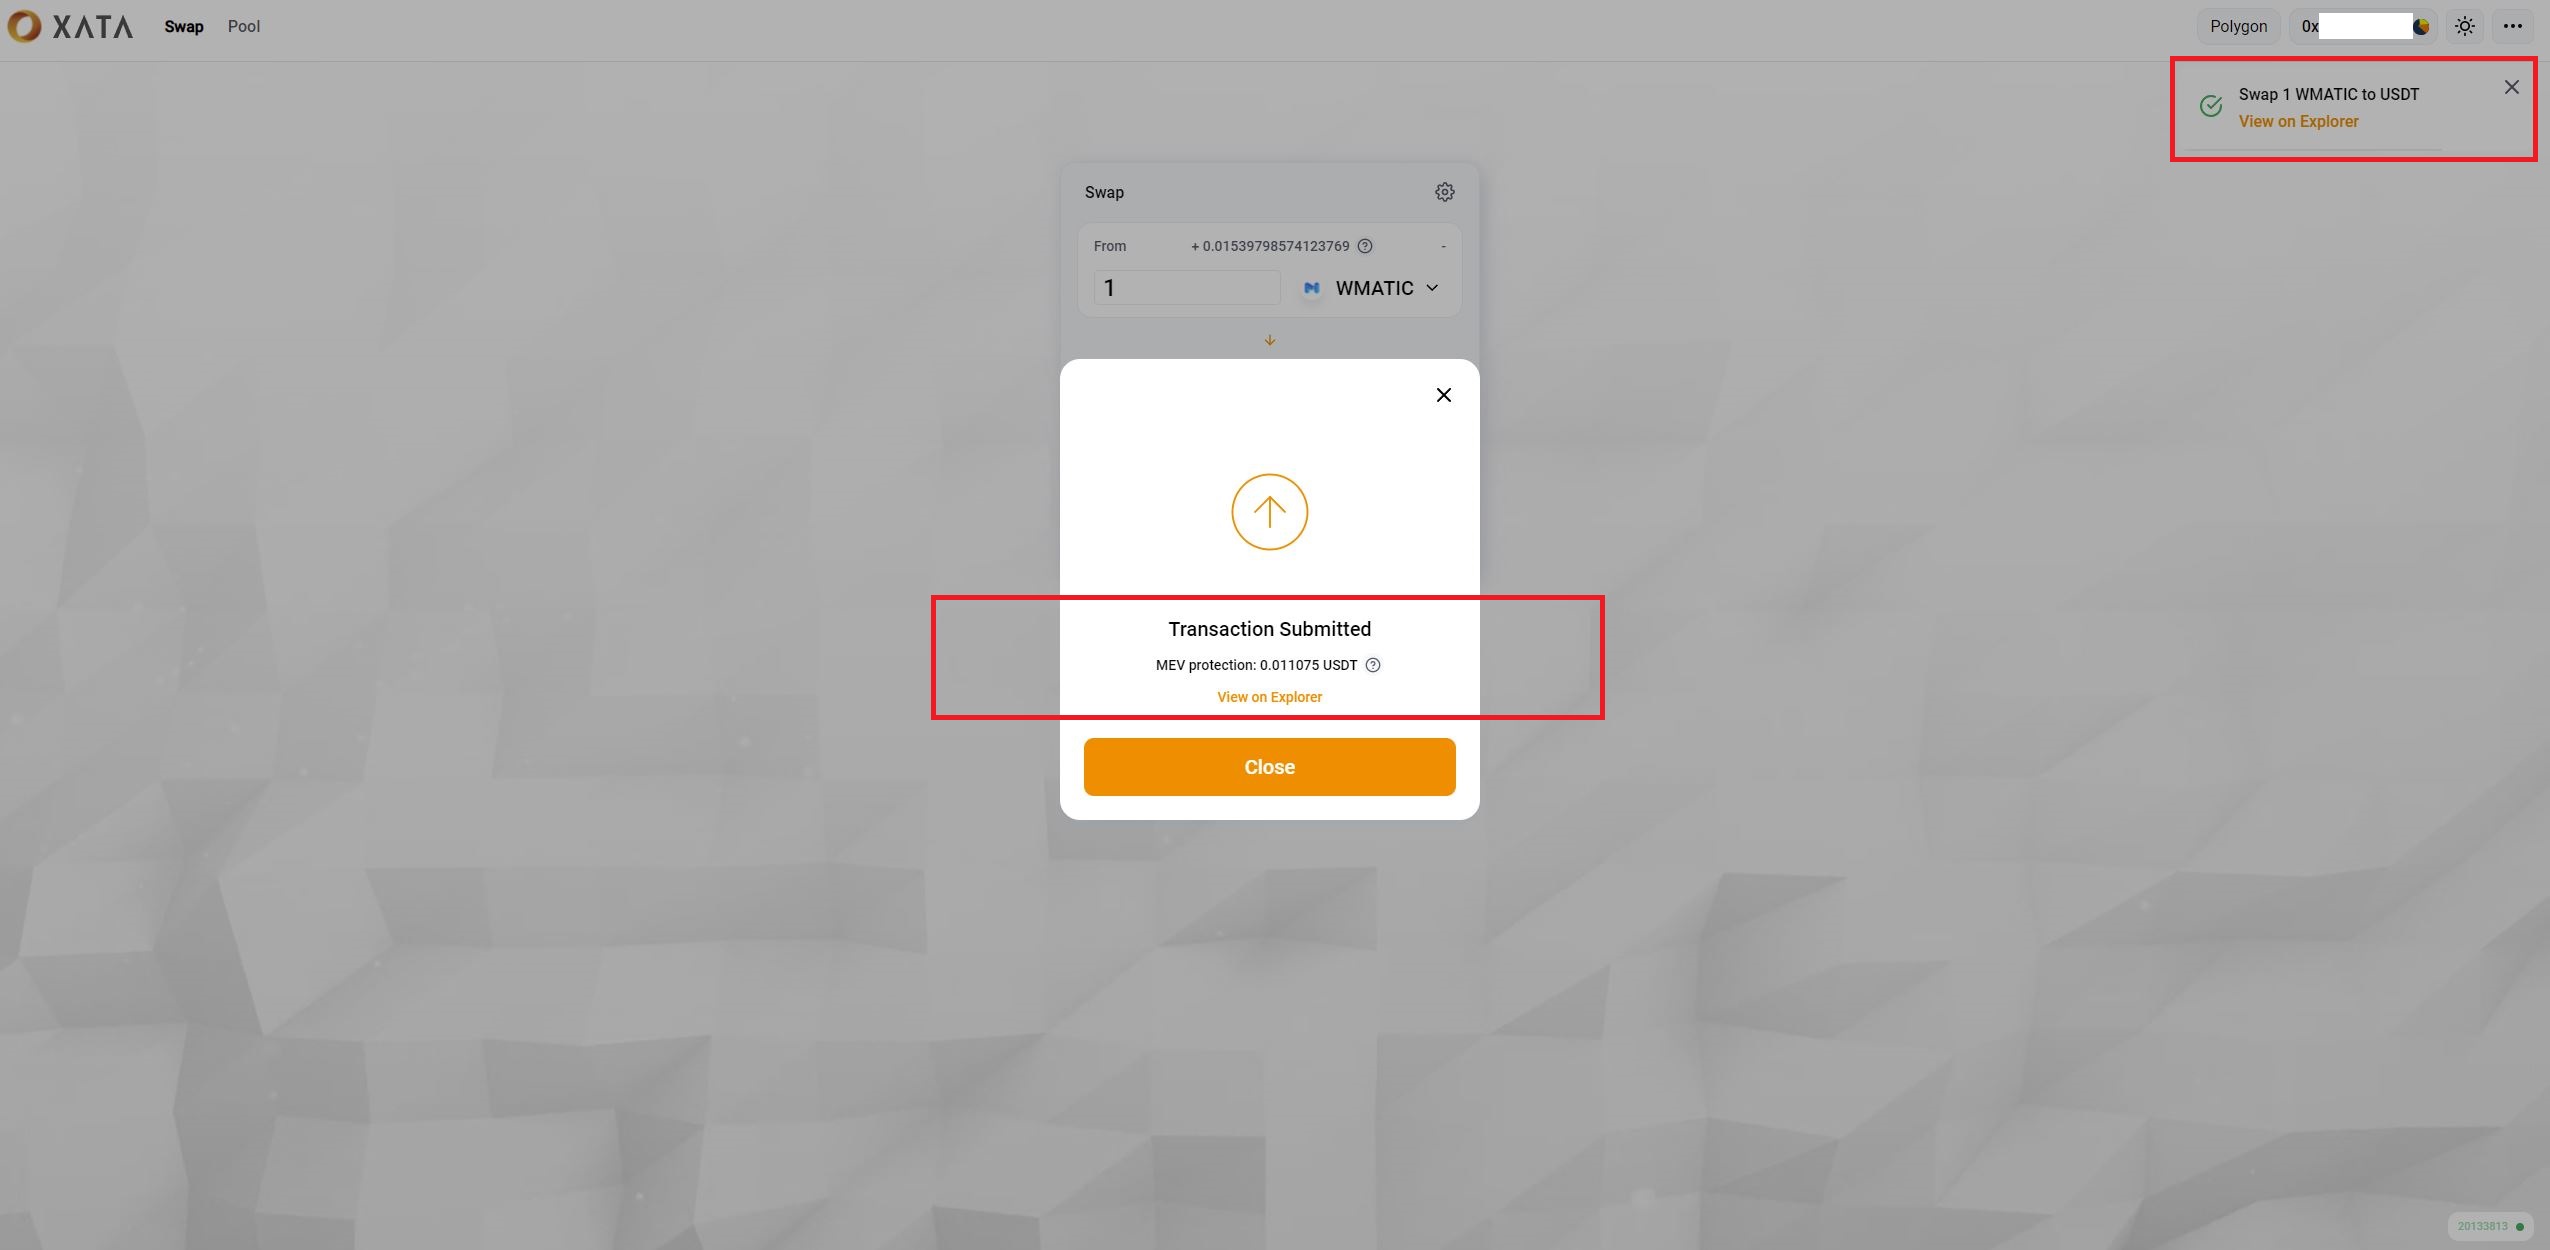 XATA
Swap
Pool
Polygon
0x
Swap 1 WMATIC to USDT
View on Explorer
Swap
From
+ 0.01539798574123769
-
1
WMATIC
Transaction Submitted
MEV protection: 0.011075 USDT
View on Explorer
Close
20133813